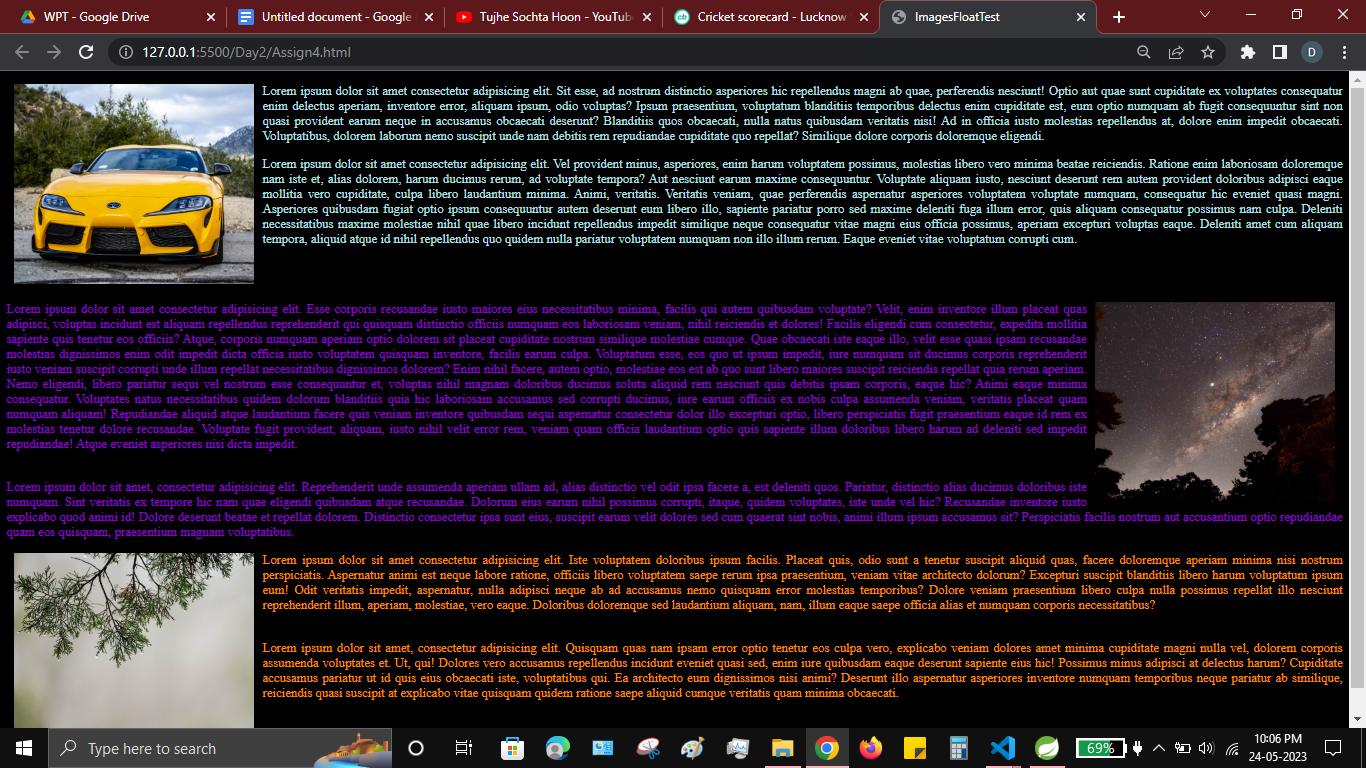 WPT - Google Drive
Untitled document - Google
Tujhe Sochta Hoon - YouTub
Cricket scorecard - Lucknow
ImagesFloatTest
127.0.0.1:5500/Day2/Assign4.html
D
Lorem ipsum dolor sit amet consectetur adipisicing elit. Sit esse, ad nostrum distinctio asperiores hic repellendus magni ab quae, perferendis nesciunt! Optio aut quae sunt cupiditate ex voluptates consequatur
enim delectus aperiam, inventore error, aliquam ipsum, odio voluptas? Ipsum praesentium, voluptatum blanditiis temporibus delectus enim cupiditate est, eum optio numquam ab fugit consequuntur sint non
quasi provident earum neque in accusamus obcaecati deserunt? Blanditiis quos obcaecati, nulla natus quibusdam veritatis nisi! Ad in officia iusto molestias repellendus at, dolore enim impedit obcaecati.
Voluptatibus, dolorem laborum nemo suscipit unde nam debitis rem repudiandae cupiditate quo repellat? Similique dolore corporis doloremque eligendi.
Lorem ipsum dolor sit amet consectetur adipisicing elit. Vel provident minus, asperiores, enim harum voluptatem possimus, molestias libero vero minima beatae reiciendis. Ratione enim laboriosam doloremque
nam iste et, alias dolorem, harum ducimus rerum, ad voluptate tempora? Aut nesciunt earum maxime consequuntur. Voluptate aliquam iusto, nesciunt deserunt rem autem provident doloribus adipisci eaque
mollitia vero cupiditate, culpa libero laudantium minima. Animi, veritatis. Veritatis veniam, quae perferendis aspernatur asperiores voluptatem voluptate numquam, consequatur hic eveniet quasi magni.
Asperiores quibusdam fugiat optio ipsum consequuntur autem deserunt eum libero illo, sapiente pariatur porro sed maxime deleniti fuga illum error, quis aliquam consequatur possimus nam culpa. Deleniti
necessitatibus maxime molestiae nihil quae libero incidunt repellendus impedit similique neque consequatur vitae magni eius officia possimus, aperiam excepturi voluptas eaque. Deleniti amet cum aliquam
tempora, aliquid atque id nihil repellendus quo quidem nulla pariatur voluptatem numquam non illo illum rerum. Eaque eveniet vitae voluptatum corrupti cum.
Lorem ipsum dolor sit amet consectetur adipisicing elit. Esse corporis recusandae iusto maiores eius necessitatibus minima, facilis qui autem quibusdam voluptate? Velit, enim inventore illum placeat quas
adipisci, voluptas incidunt est aliquam repellendus reprehenderit qui quisquam distinctio officiis numquam eos laboriosam veniam, nihil reiciendis et dolores! Facilis eligendi cum consectetur, expedita mollitia
sapiente quis tenetur eos officiis? Atque, corporis numquam aperiam optio dolorem sit placeat cupiditate nostrum similique molestiae cumque. Quae obcaecati iste eaque illo, velit esse quasi ipsam recusandae
molestias dignissimos enim odit impedit dicta officia iusto voluptatem quisquam inventore, facilis earum culpa. Voluptatum esse, eos quo ut ipsum impedit, iure numquam sit ducimus corporis reprehenderit
iusto veniam suscipit corrupti unde illum repellat necessitatibus dignissimos dolorem? Enim nihil facere, autem optio, molestiae eos est ab quo sunt libero maiores suscipit reiciendis repellat quia rerum aperiam.
Nemo eligendi, libero pariatur sequi vel nostrum esse consequuntur et, voluptas nihil magnam doloribus ducimus soluta aliquid rem nesciunt quis debitis ipsam corporis, eaque hic? Animi eaque minima
consequatur. Voluptates natus necessitatibus quidem dolorum blanditiis quia hic laboriosam accusamus sed corrupti ducimus, iure earum officiis ex nobis culpa assumenda veniam, veritatis placeat quam
numquam aliquam! Repudiandae aliquid atque laudantium facere quis veniam inventore quibusdam sequi aspernatur consectetur dolor illo excepturi optio, libero perspiciatis fugit praesentium eaque id rem ex
molestias tenetur dolore recusandae. Voluptate fugit provident, aliquam, iusto nihil velit error rem, veniam quam officia laudantium optio quis sapiente illum doloribus libero harum ad deleniti sed impedit
repudiandae! Atque eveniet asperiores nisi dicta impedit.
Lorem ipsum dolor sit amet, consectetur adipisicing elit. Reprehenderit unde assumenda aperiam ullam ad, alias distinctio vel odit ipsa facere a, est deleniti quos. Pariatur, distinctio alias ducimus doloribus iste
numquam. Sint veritatis ex tempore hic nam quae eligendi quibusdam atque recusandae. Dolorum eius earum nihil possimus corrupti, itaque, quidem voluptates, iste unde vel hic? Recusandae inventore iusto
explicabo quod animi id! Dolore deserunt beatae et repellat dolorem. Distinctio consectetur ipsa sunt eius, suscipit earum velit dolores sed cum quaerat sint nobis, animi illum ipsum accusamus sit? Perspiciatis facilis nostrum aut accusantium optio repudiandae
quam eos quisquam, praesentium magnam voluptatibus.
Lorem ipsum dolor sit amet consectetur adipisicing elit. Iste voluptatem doloribus ipsum facilis. Placeat quis, odio sunt a tenetur suscipit aliquid quas, facere doloremque aperiam minima nisi nostrum
perspiciatis. Aspernatur animi est neque labore ratione, officiis libero voluptatem saepe rerum ipsa praesentium, veniam vitae architecto dolorum? Excepturi suscipit blanditiis libero harum voluptatum ipsum
eum! Odit veritatis impedit, aspernatur, nulla adipisci neque ab ad accusamus nemo quisquam error molestias temporibus? Dolore veniam praesentium libero culpa nulla possimus repellat illo nesciunt
reprehenderit illum, aperiam, molestiae, vero eaque. Doloribus doloremque sed laudantium aliquam, nam, illum eaque saepe officia alias et numquam corporis necessitatibus?
Lorem ipsum dolor sit amet, consectetur adipisicing elit. Quisquam quas nam ipsam error optio tenetur eos culpa vero, explicabo veniam dolores amet minima cupiditate magni nulla vel, dolorem corporis
assumenda voluptates et. Ut, qui! Dolores vero accusamus repellendus incidunt eveniet quasi sed, enim iure quibusdam eaque deserunt sapiente eius hic! Possimus minus adipisci at delectus harum? Cupiditate
accusamus pariatur ut id quis eius obcaecati iste, voluptatibus qui. Ea architecto eum dignissimos nisi animi? Deserunt illo aspernatur asperiores inventore numquam temporibus neque pariatur ab similique,
reiciendis quasi suscipit at explicabo vitae quisquam quidem ratione saepe aliquid cumque veritatis quam minima obcaecati.
Type here to search
69%
10:06 PM
24-05-2023